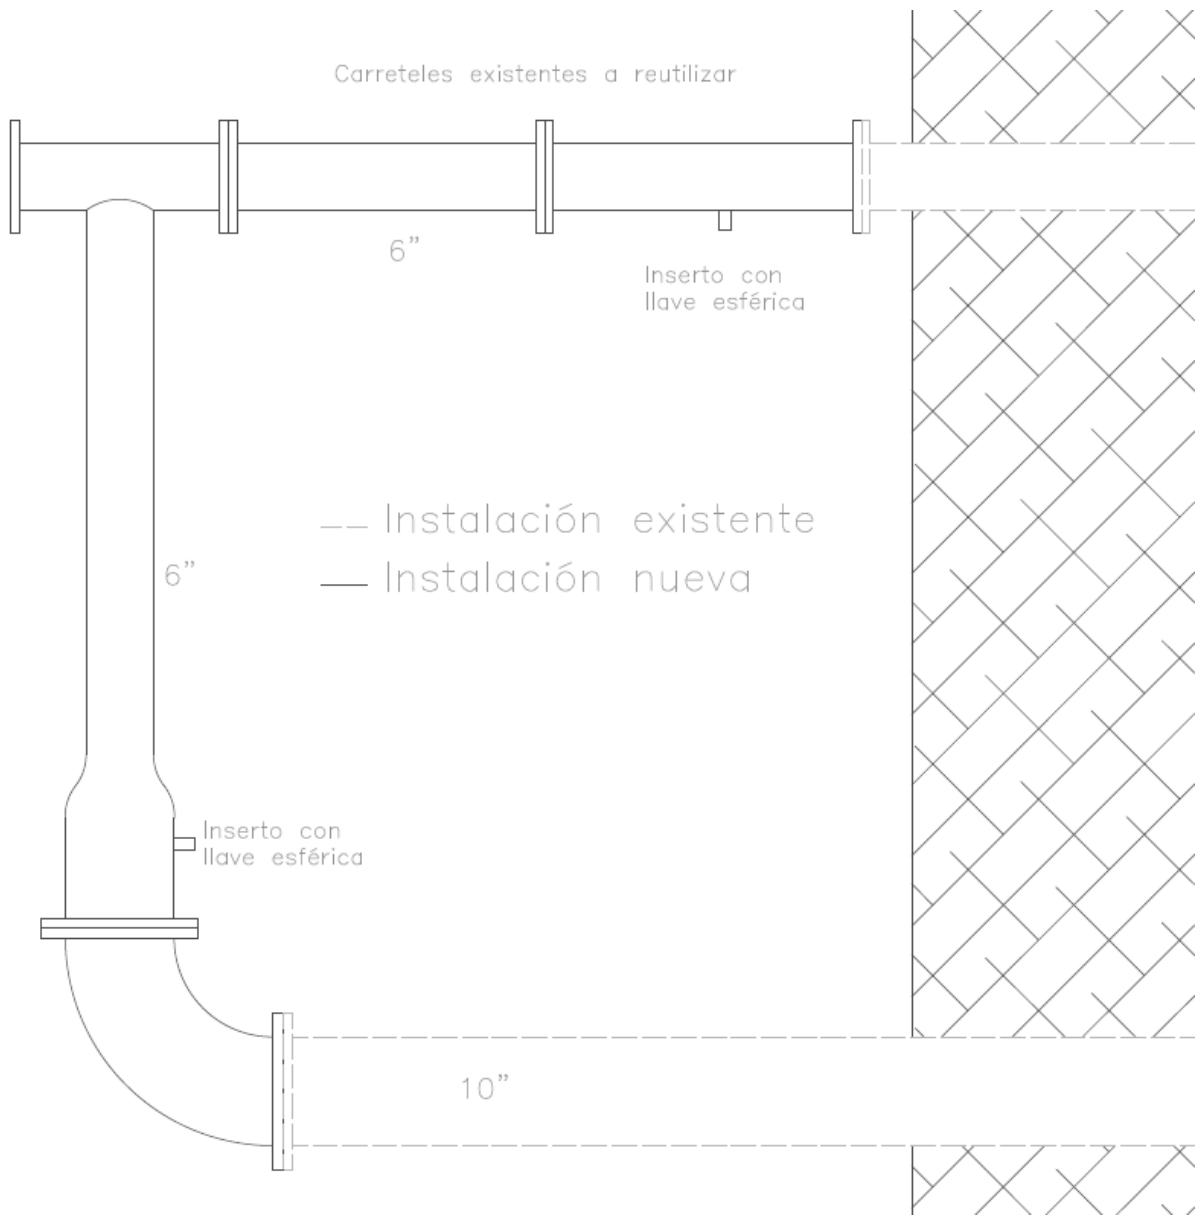 Carreteles existentes a reutilizar
6”
Inserto con
llave esférica
Instalación existente
Instalación nueva
6”
Inserto con
llave esférica
10”